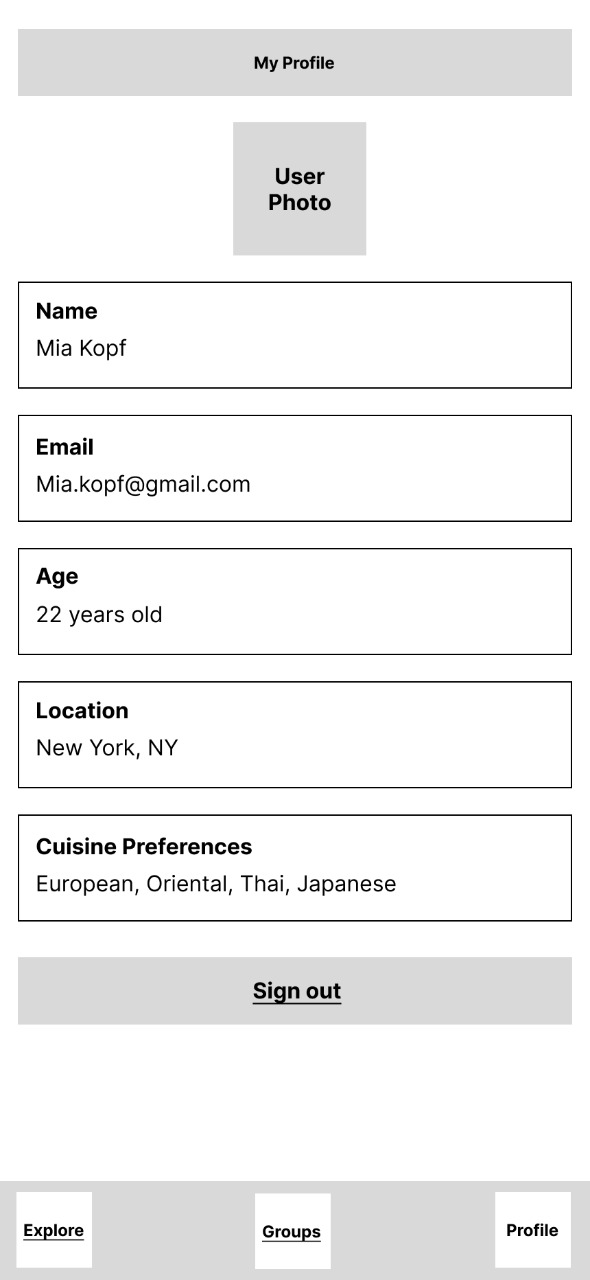 My Profile
User
Photo
Name
Mia Kopf
Email
Mia.kopf@gmail.com
Age
22 years old
Location
New York, NY
Cuisine Preferences
European, Oriental, Thai, Japanese
Sign out
Explore
Groups
Profile